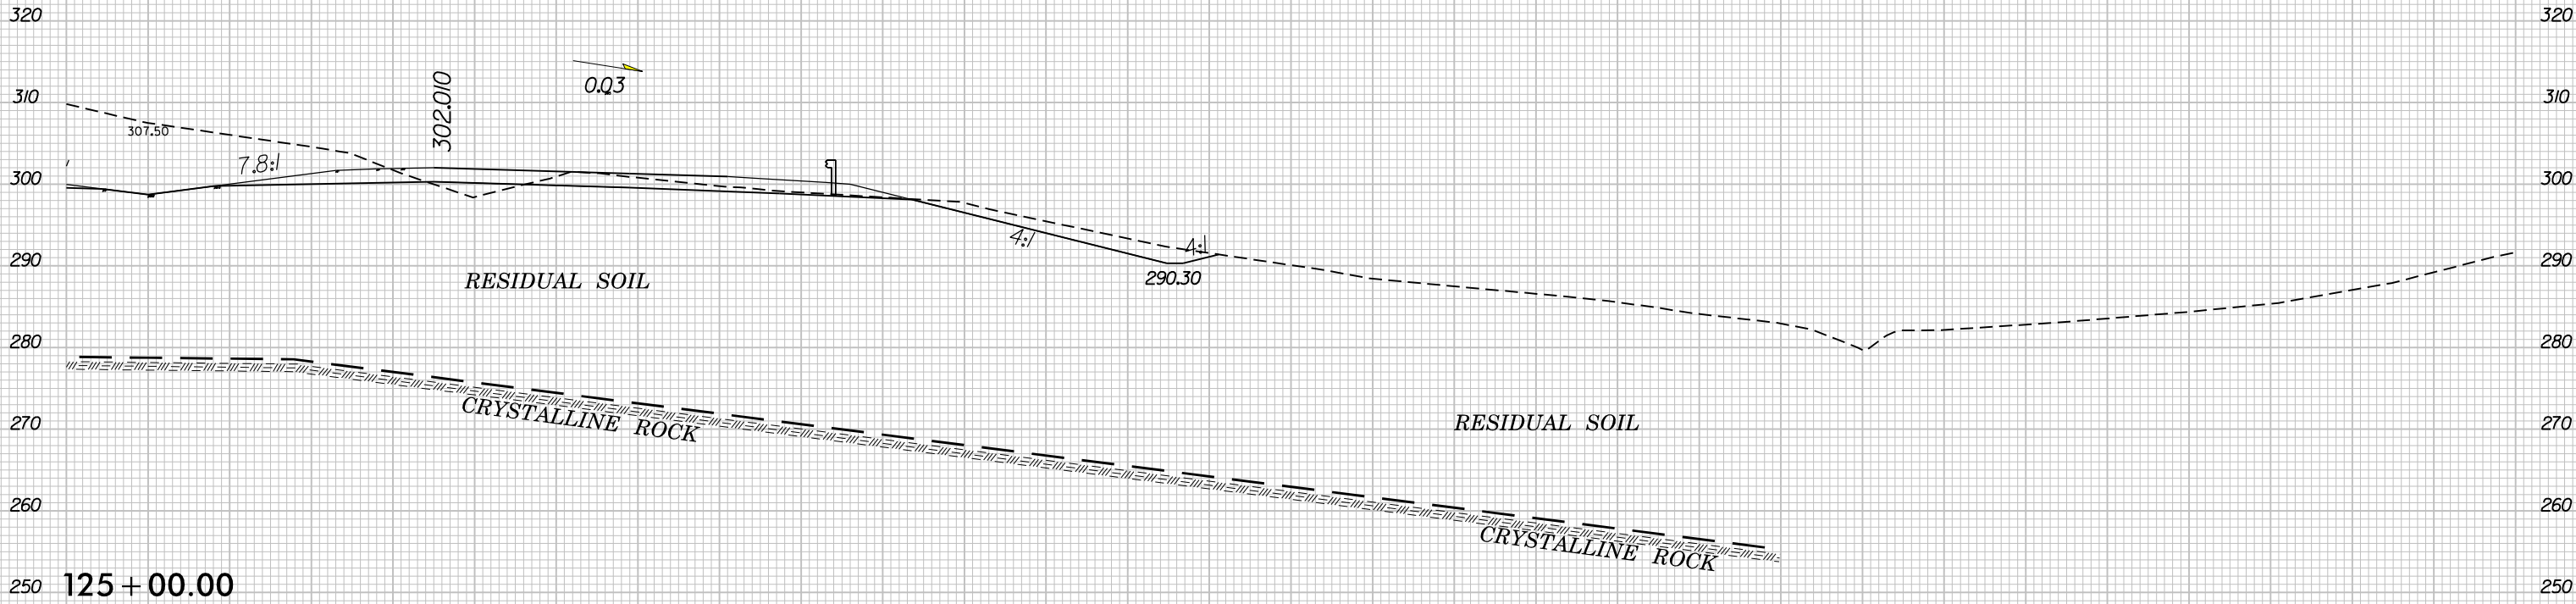 320 320
0.03
310 302.010 310
307.50
7.8:1
300 300
4:1 4:1
290 290
RESIDUAL SOIL 290.30
280 280
CRYSTALLINE ROCK
270 RESIDUAL SOIL 270
260 260
CRYSTALLINE ROCK
250 125+00.00 250